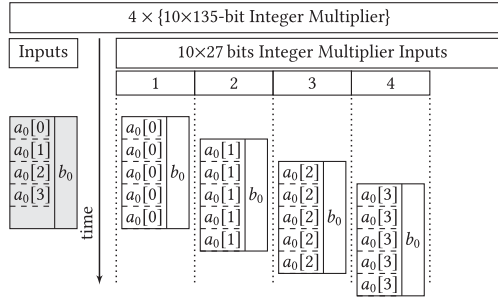 4 × {10×135-bit Integer Multiplier}
Inputs
10×27 bits Integer Multiplier Inputs
1 2 3 4
a₀[0] a₀[0]
a₀[1] a₀[0] a₀[1]
a₀[2] b₀ a₀[0] b₀ a₀[1] a₀[2]
a₀[3] a₀[0] a₀[1] b₀ a₀[2] a₀[3]
a₀[0] a₀[1] a₀[2] b₀ a₀[3]
a₀[1] a₀[2] a₀[3] b₀
a₀[2] a₀[3]
a₀[3]
time